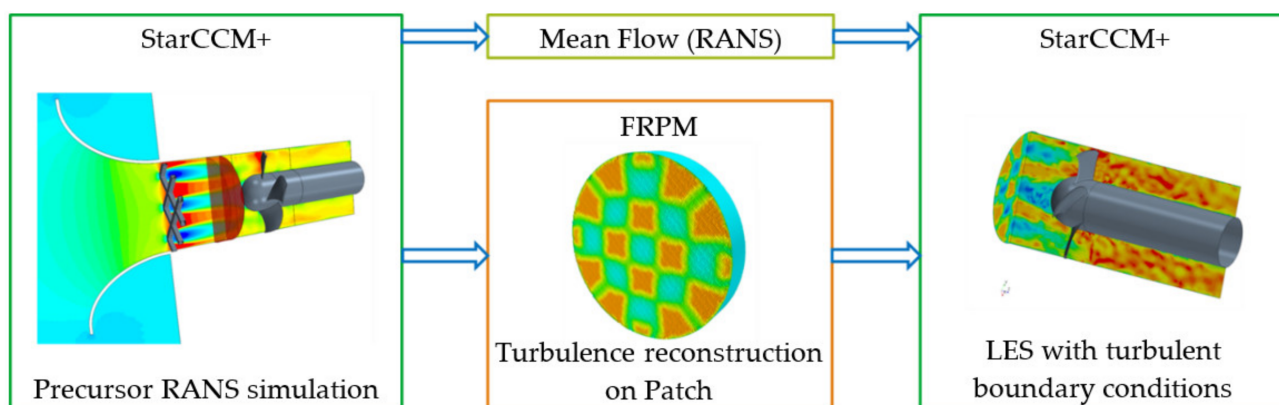 StarCCM+
Precursor RANS simulation
Mean Flow (RANS)
FRPM
Turbulence reconstruction
on Patch
StarCCM+
LES with turbulent
boundary conditions